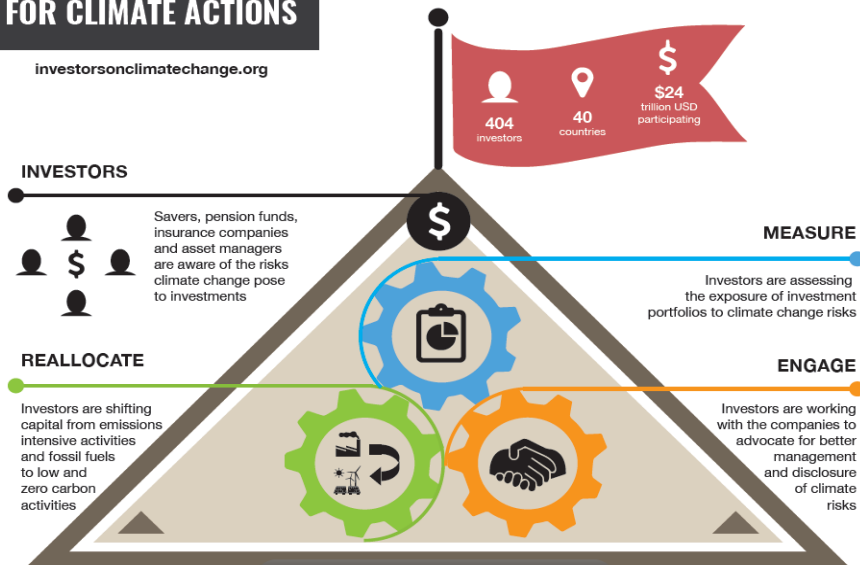 FOR CLIMATE ACTIONS
investorsonclimatechange.org
$
404
investors
40
countries
$24
trillion USD
participating
INVESTORS
Savers, pension funds,
insurance companies
and asset managers
are aware of the risks
climate change pose
to investments
$
$
MEASURE
Investors are assessing
the exposure of investment
portfolios to climate change risks
REALLOCATE
Investors are shifting
capital from emissions
intensive activities
and fossil fuels
to low and
zero carbon
activities
ENGAGE
Investors are working
with the companies to
advocate for better
management
and disclosure
of climate
risks